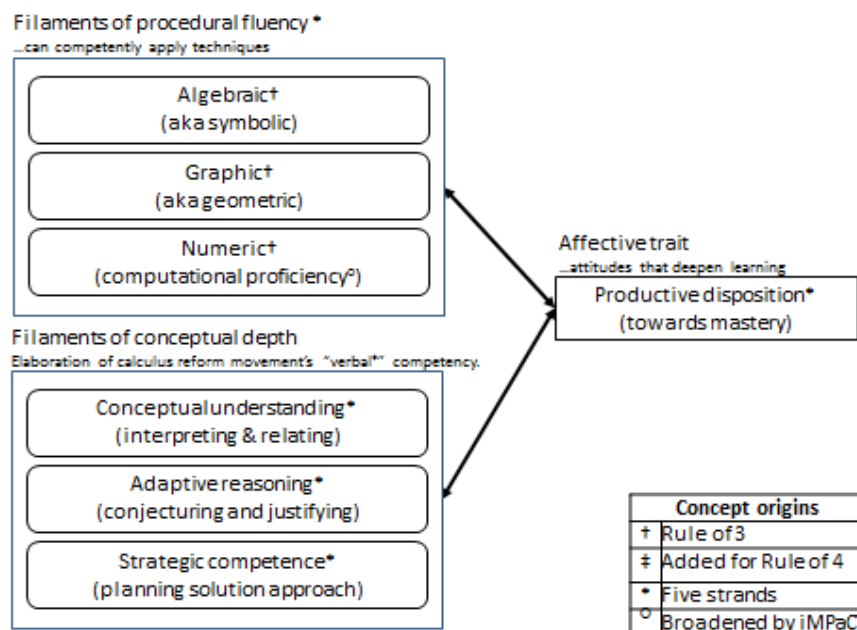 Filaments of procedural fluency*
...can competently apply techniques
Algebraic†
(aka symbolic)
Graphic†
(aka geometric)
Numeric†
(computational proficiency°)
Affective trait
...attitudes that deepen learning
Productive disposition*
(towards mastery)
Filaments of conceptual depth
Elaboration of calculus reform movement's "verbal‡" competency.
Conceptual understanding*
(interpreting & relating)
Adaptive reasoning*
(conjecturing and justifying)
Strategic competence*
(planning solution approach)
Concept origins
† Rule of 3
‡ Added for Rule of 4
* Five strands
° Broadened by iMPaC